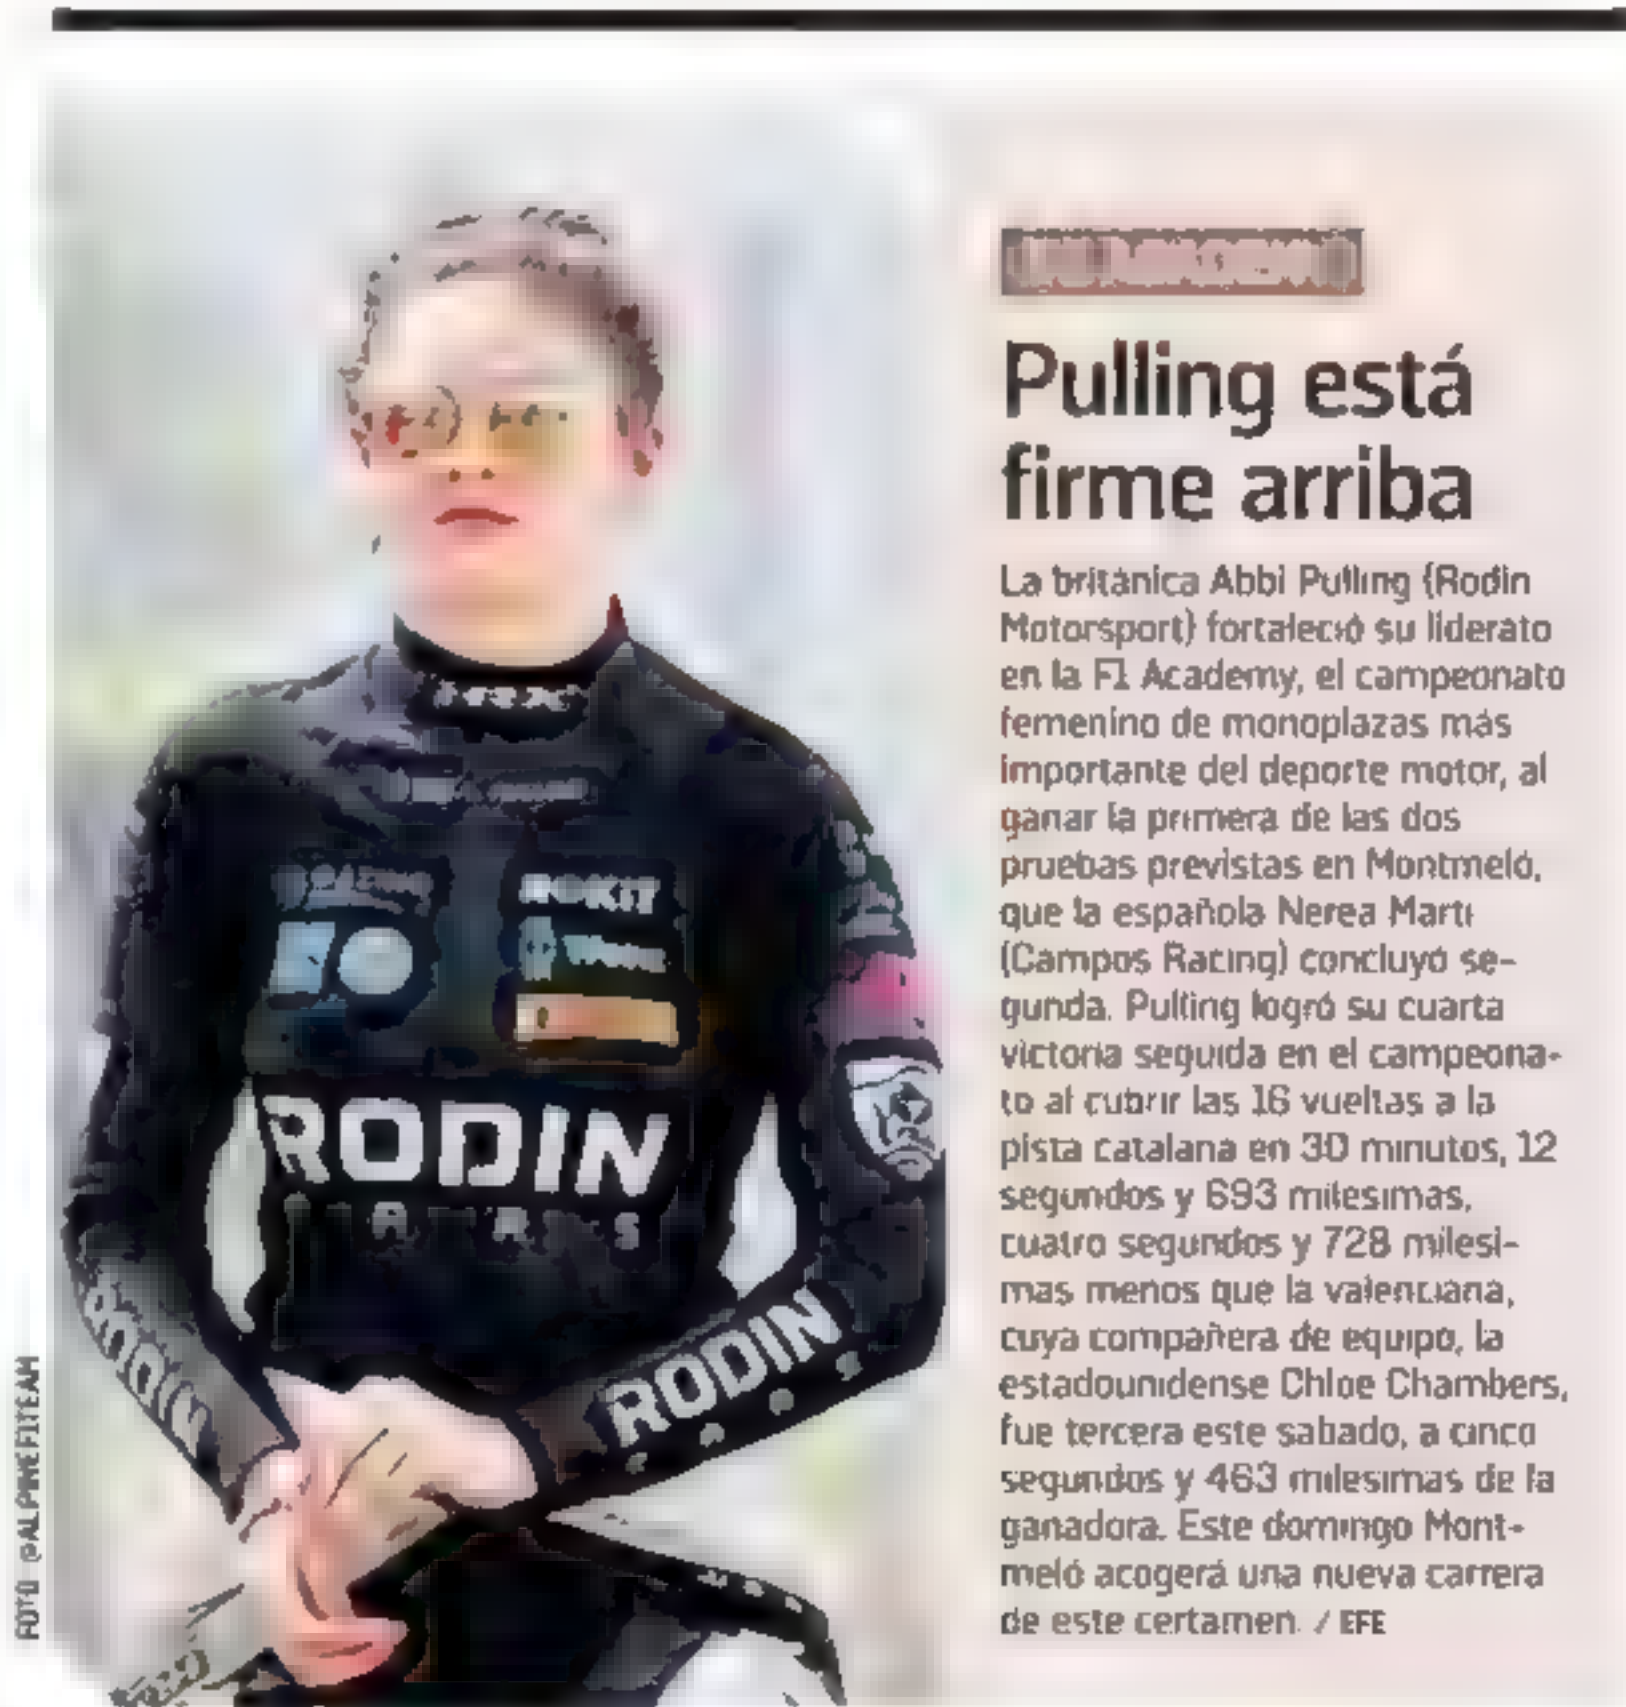 Pulling está
firme arriba
La británica Abbi Pulling (Rodin
Motorsport) fortaleció su liderato
en la F1 Academy, el campeonato
femenino de monoplazas más
importante del deporte motor, al
ganar la primera de las dos
pruebas previstas en Montmeló,
que la española Nerea Martí
(Campos Racing) concluyó se-
gunda. Pulling logró su cuarta
victoria seguida en el campeona-
to al cubrir las 16 vueltas a la
pista catalana en 30 minutos, 12
segundos y 693 milésimas,
cuatro segundos y 728 milési-
mas menos que la valenciana,
cuya compañera de equipo, la
estadounidense Chloe Chambers,
fue tercera este sábado, a cinco
segundos y 463 milésimas de la
ganadora. Este domingo Mont-
meló acogerá una nueva carrera
de este certamen. / EFE
ROKIT
RODIN
RODIN
RODIN
FOTO @ALPINEF1TEAM